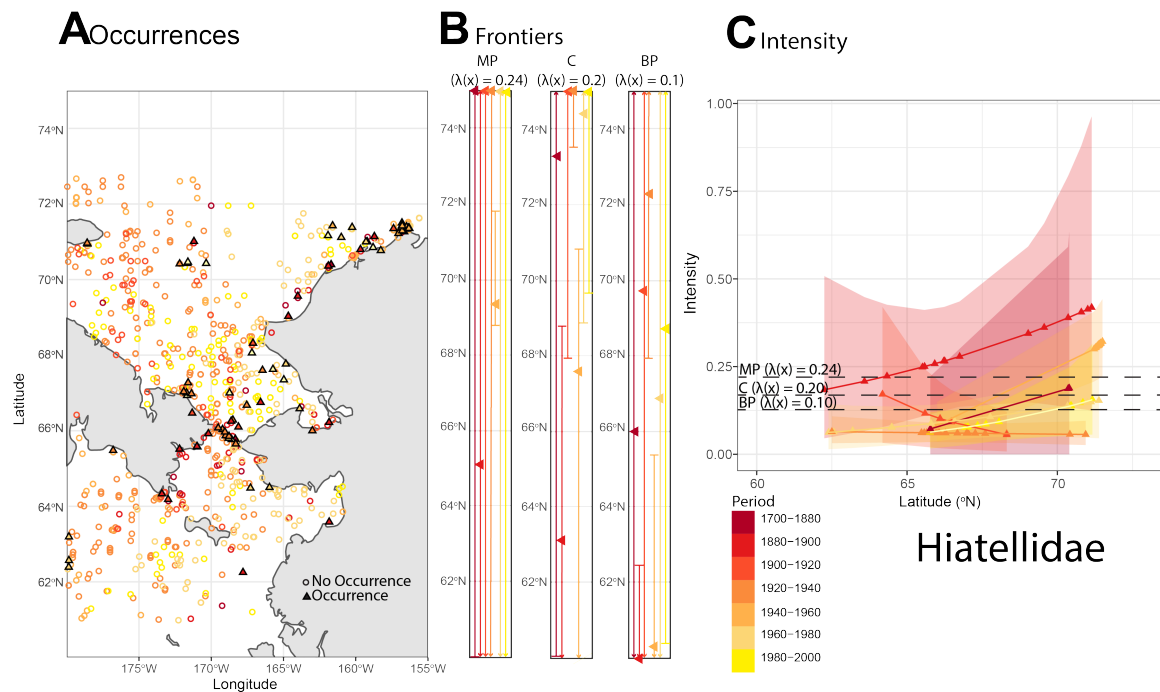 A Occurrences
B Frontiers
C Intensity
MP
(λ(x) = 0.24)
C
(λ(x) = 0.2)
BP
(λ(x) = 0.1)
74°N
72°N
70°N
68°N
66°N
64°N
62°N
Latitude
175°W
170°W
165°W
160°W
155°W
Longitude
No Occurrence
Occurrence
74°N
72°N
70°N
68°N
66°N
64°N
62°N
74°N
72°N
70°N
68°N
66°N
64°N
62°N
74°N
72°N
70°N
68°N
66°N
64°N
62°N
1.00
0.75
0.50
0.25
0.00
Intensity
MP (λ(x) = 0.24)
C (λ(x) = 0.20)
BP (λ(x) = 0.10)
60
65
70
Latitude (°N)
Period
1700−1880
1880−1900
1900−1920
1920−1940
1940−1960
1960−1980
1980−2000
Hiatellidae